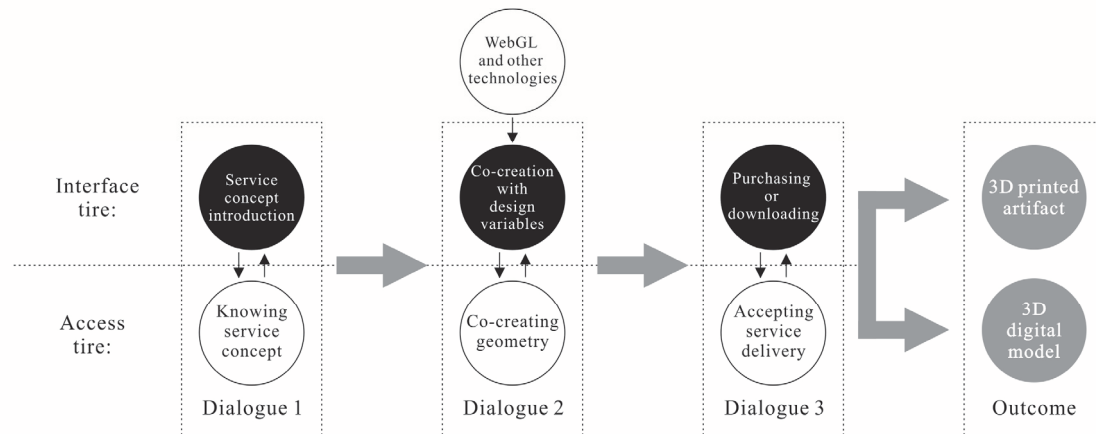 WebGL
and other
technologies
Interface
tire:
Service
concept
introduction
Co-creation
with
design
variables
Purchasing
or
downloading
3D printed
artifact
Access
tire:
Knowing
service
concept
Co-creating
geometry
Accepting
service
delivery
3D
digital
model
Dialogue 1
Dialogue 2
Dialogue 3
Outcome